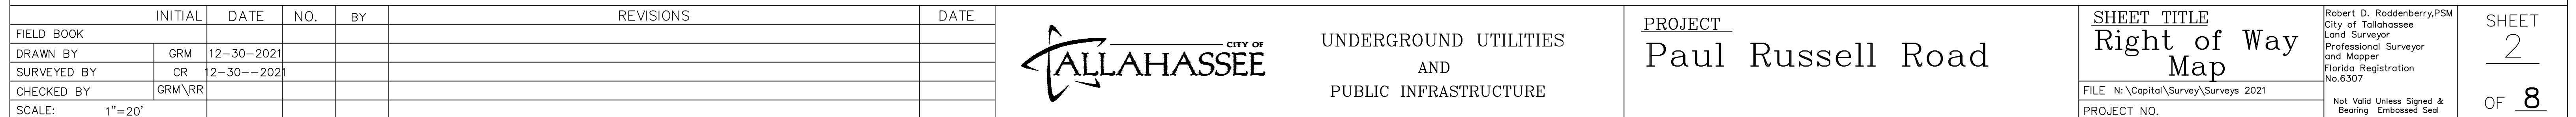 INITIAL DATE NO. BY REVISIONS DATE
FIELD BOOK
DRAWN BY GRM 12-30-2021
SURVEYED BY CR 12-30--2021
CHECKED BY GRM\RR
SCALE: 1"=20'
CITY OF
TALLAHASSEE
UNDERGROUND UTILITIES
AND
PUBLIC INFRASTRUCTURE
PROJECT
Paul Russell Road
SHEET TITLE
Right of Way
Map
FILE N:\Capital\Survey\Surveys 2021
PROJECT NO.
Robert D. Roddenberry,PSM
City of Tallahassee
Land Surveyor
Professional Surveyor
and Mapper
Florida Registration
No.6307
Not Valid Unless Signed &
Bearing Embossed Seal
SHEET
2
OF 8